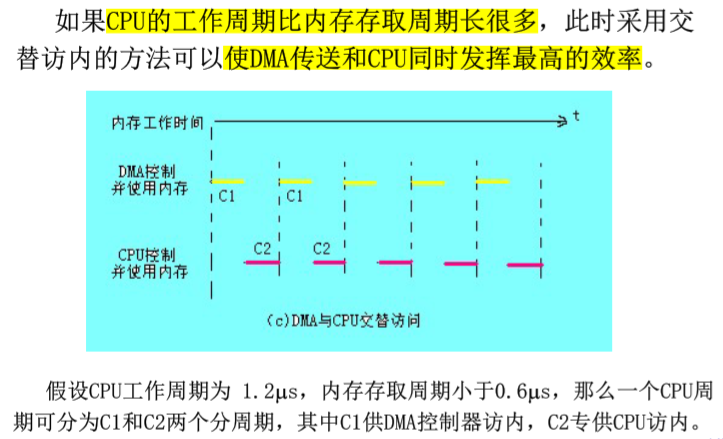 如果CPU的工作周期比内存存取周期长很多，此时采用交
替访内的方法可以使DMA传送和CPU同时发挥最高的效率。
内存工作时间
t
DMA控制
并使用内存
C1
C1
CPU控制
并使用内存
C2
C2
(c)DMA与CPU交替访问
假设CPU工作周期为 1.2μs，内存存取周期小于0.6μs，那么一个CPU周
期可分为C1和C2两个分周期，其中C1供DMA控制器访内，C2专供CPU访内。